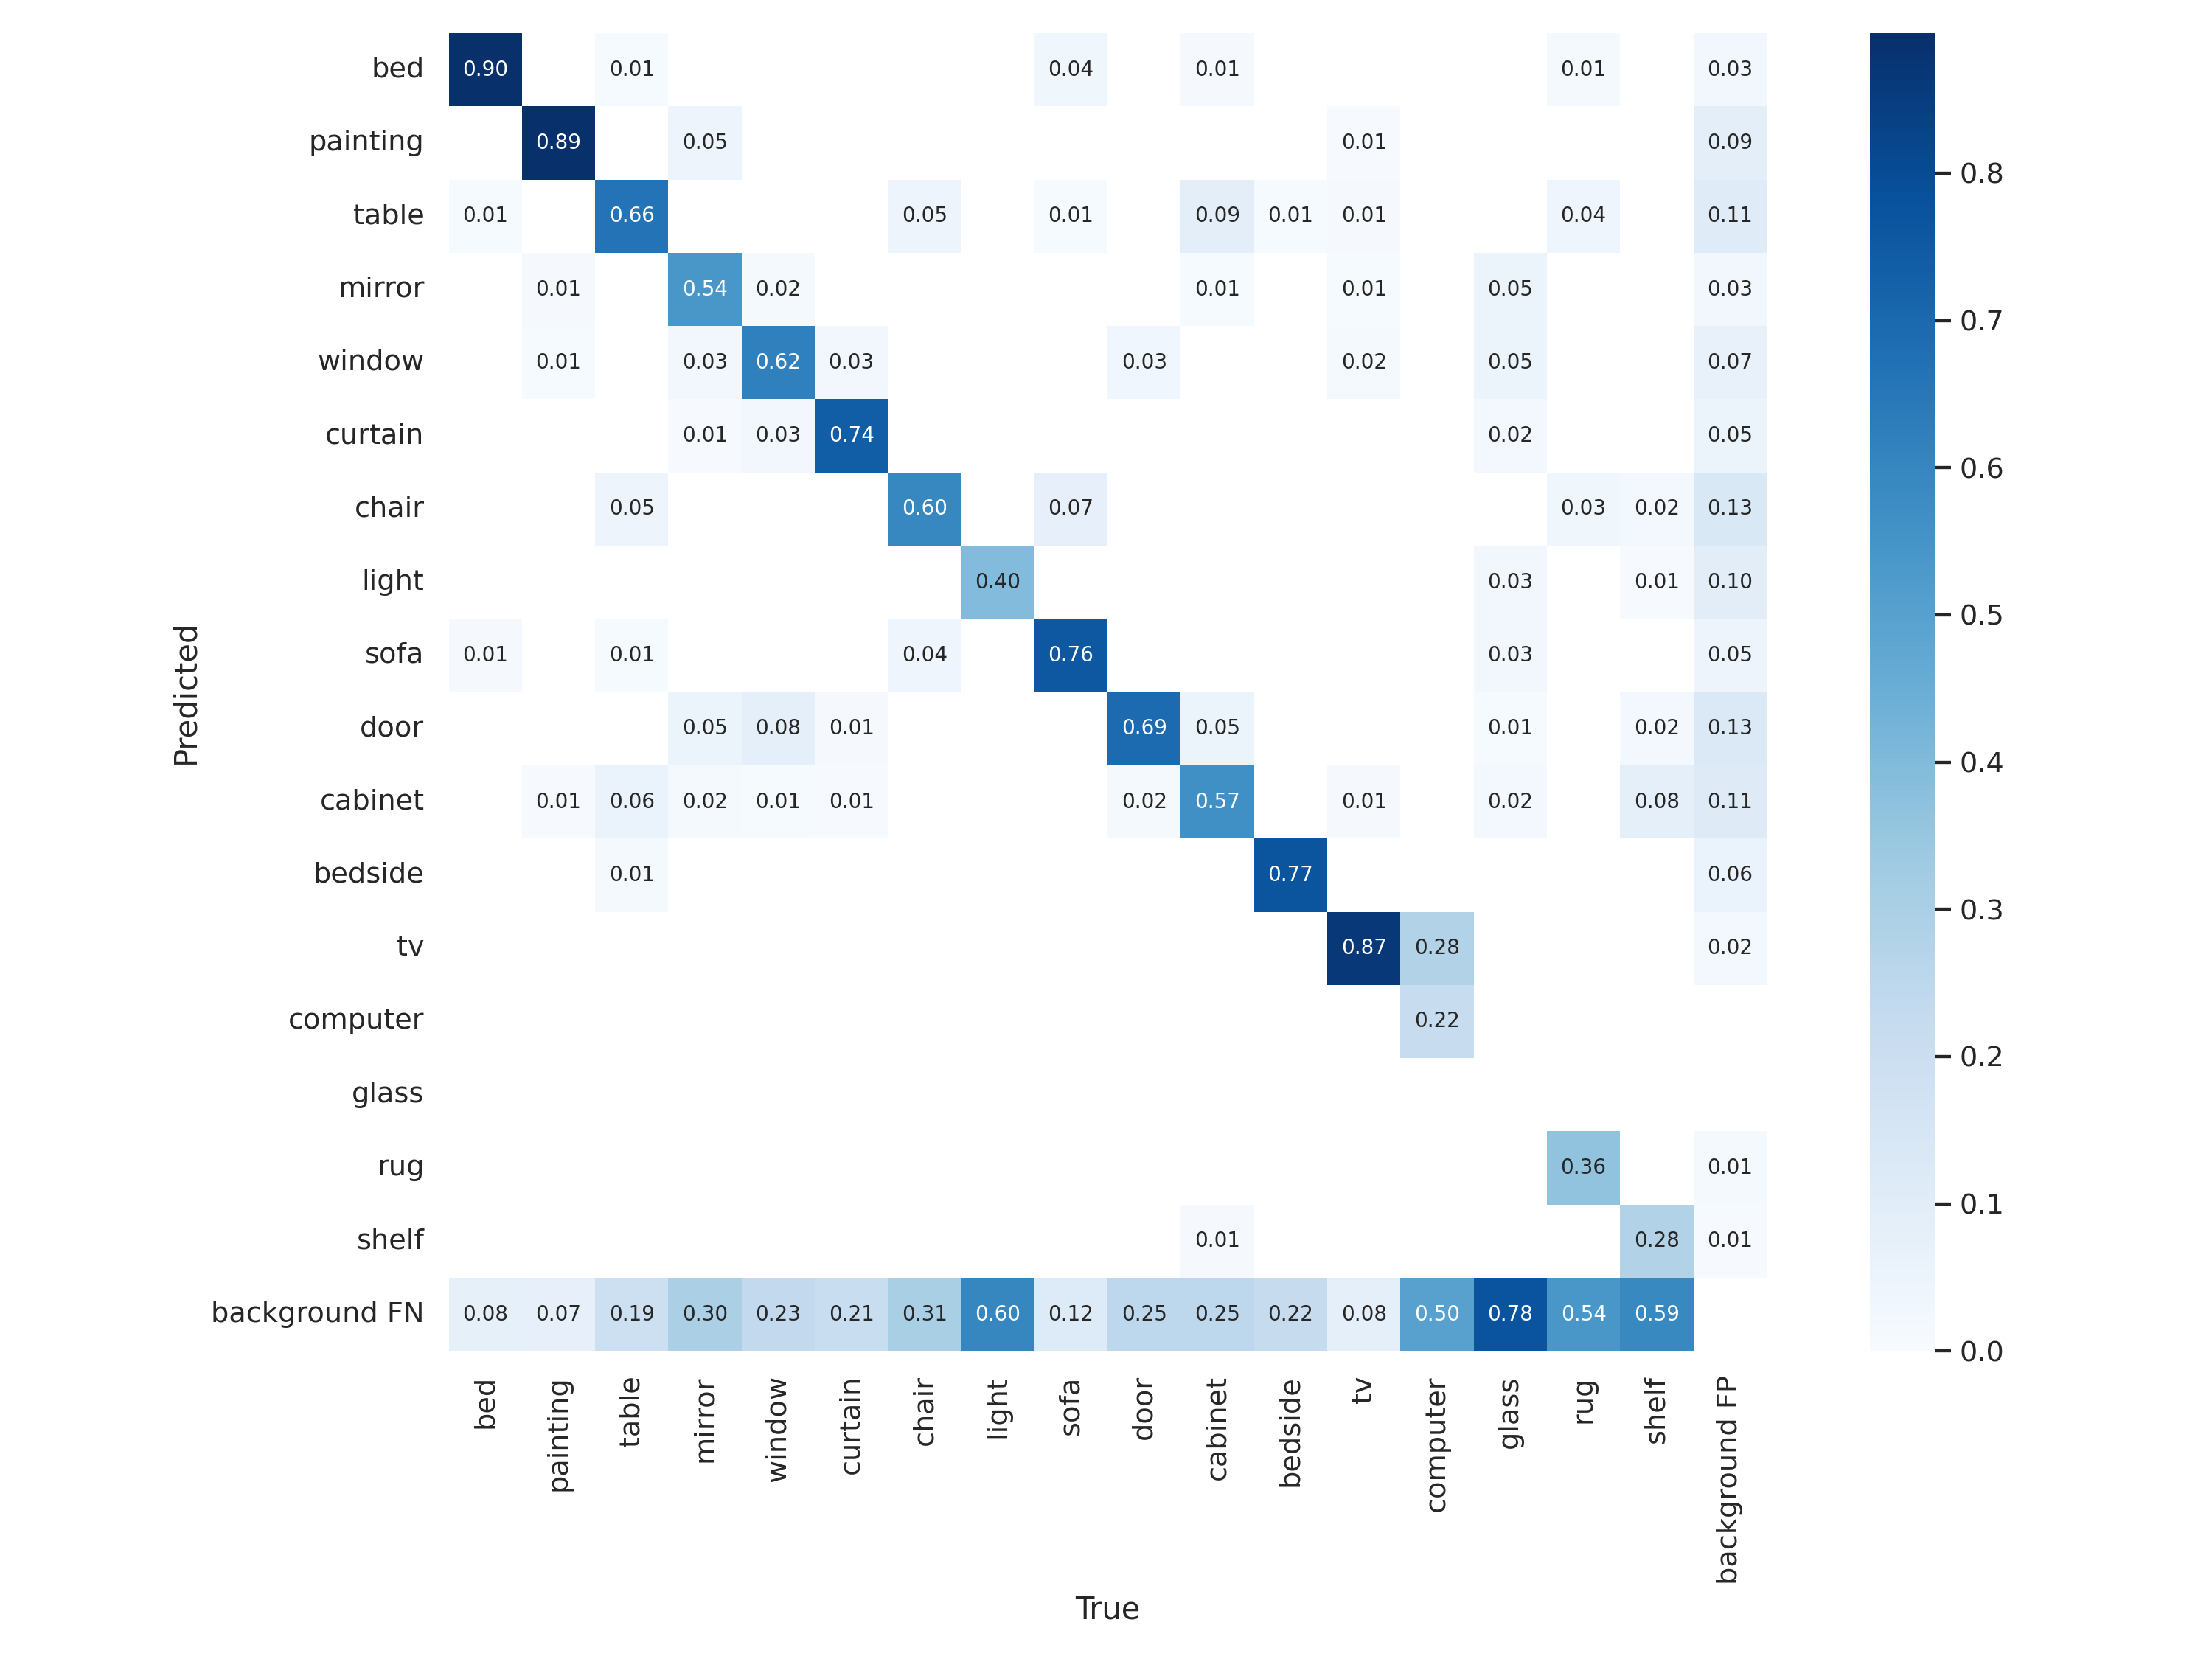 bed 0.90 0.01 0.04 0.01 0.01 0.03
painting 0.89 0.05 0.01 0.09
0.8
table 0.01 0.66 0.05 0.01 0.09 0.01 0.01 0.04 0.11
mirror 0.01 0.54 0.02 0.01 0.01 0.05 0.03
0.7
window 0.01 0.03 0.62 0.03 0.03 0.02 0.05 0.07
curtain 0.01 0.03 0.74 0.02 0.05
0.6
chair 0.05 0.60 0.07 0.03 0.02 0.13
light 0.40 0.03 0.01 0.10
0.5
Predicted
sofa 0.01 0.01 0.04 0.76 0.03 0.05
door 0.05 0.08 0.01 0.69 0.05 0.01 0.02 0.13
0.4
cabinet 0.01 0.06 0.02 0.01 0.01 0.02 0.57 0.01 0.02 0.08 0.11
bedside 0.01 0.77 0.06
0.3
tv 0.87 0.28 0.02
computer 0.22
0.2
glass
rug 0.36 0.01
0.1
shelf 0.01 0.28 0.01
background FN 0.08 0.07 0.19 0.30 0.23 0.21 0.31 0.60 0.12 0.25 0.25 0.22 0.08 0.50 0.78 0.54 0.59
0.0
bed painting table mirror window curtain chair light sofa door cabinet bedside tv computer glass rug shelf background FP
True